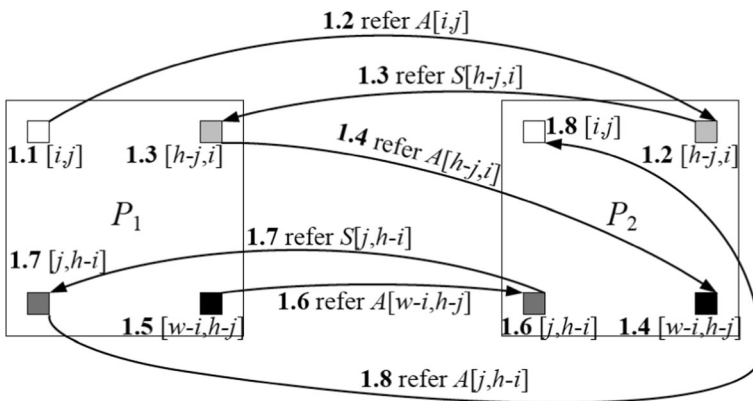 1.2 refer A[i,j]
1.3 refer S[h-j,i]
1.4 refer A[h-j,i]
1.8 [i,j]
1.1 [i,j]
1.3 [h-j,i]
1.2 [h-j,i]
P1
P2
1.7 refer S[j,h-i]
1.7 [j,h-i]
1.6 refer A[w-i,h-j]
1.5 [w-i,h-j]
1.6 [j,h-i]
1.4 [w-i,h-j]
1.8 refer A[j,h-i]